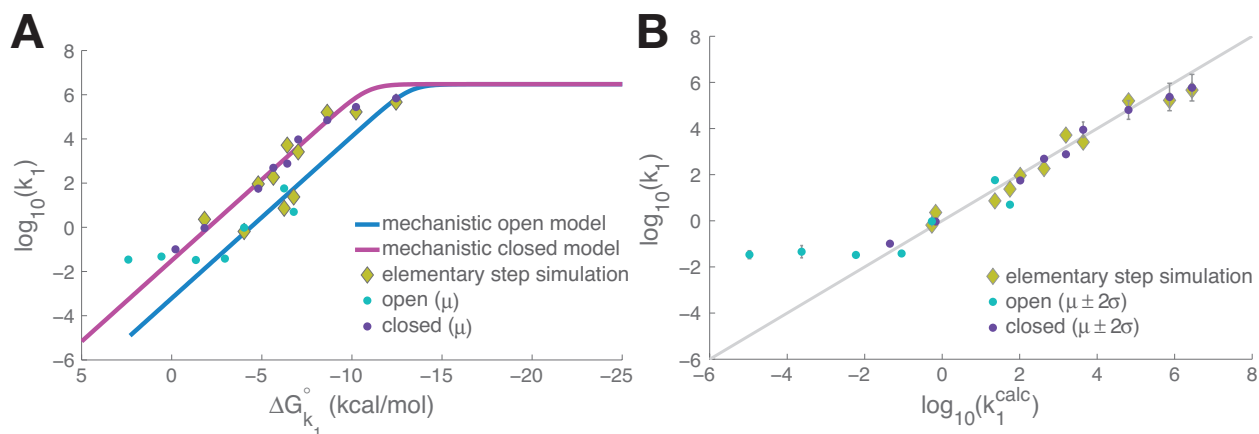 A
B
8
6
4
2
0
−2
−4
−6
log10(k1)
5
0
−5
−10
−15
−20
−25
ΔG°k1 (kcal/mol)
mechanistic open model
mechanistic closed model
elementary step simulation
open (μ)
closed (μ)
8
6
4
2
0
−2
−4
−6
log10(k1)
−6
−4
−2
0
2
4
6
8
log10(k1calc)
elementary step simulation
open (μ ± 2σ)
closed (μ ± 2σ)